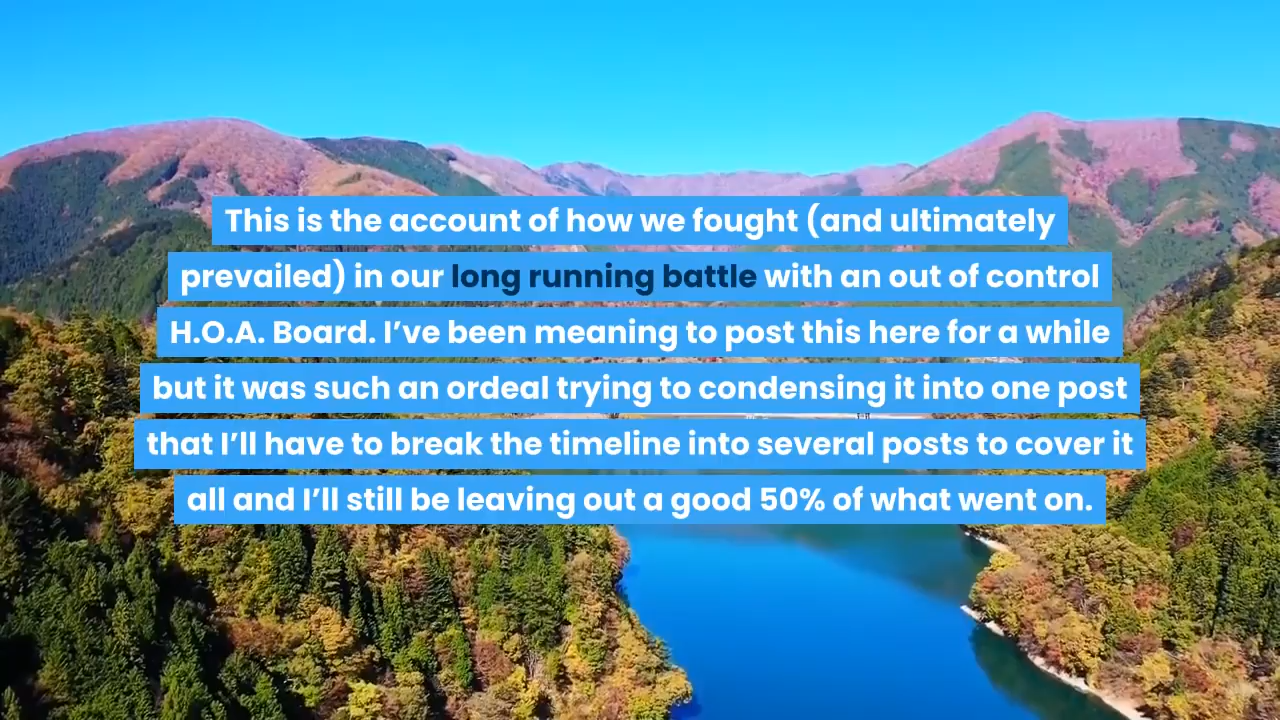 This is the account of how we fought (and ultimately
prevailed) in our long running battle with an out of control
H.O.A. Board. I’ve been meaning to post this here for a while
but it was such an ordeal trying to condensing it into one post
that I’ll have to break the timeline into several posts to cover it
all and I’ll still be leaving out a good 50% of what went on.